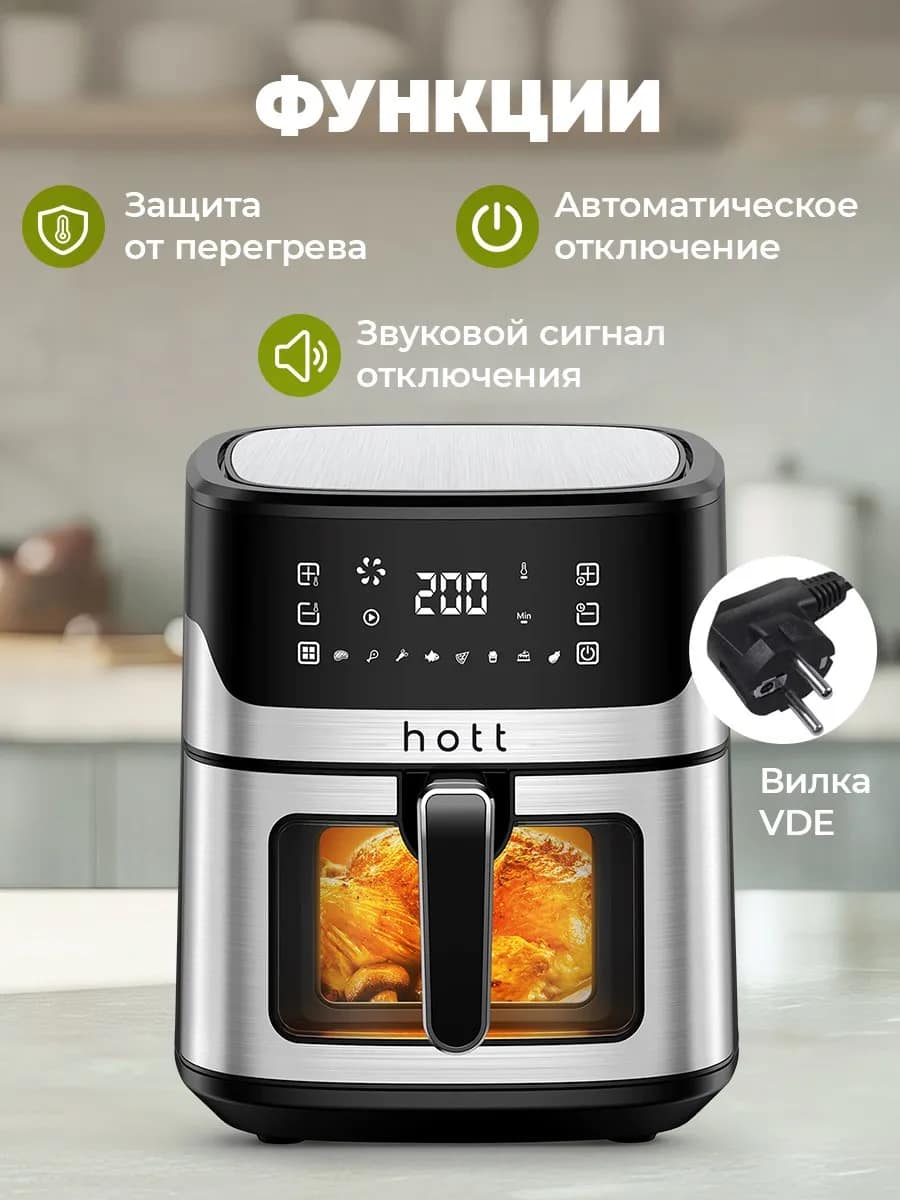 ФУНКЦИИ
Защита
от перегрева
Автоматическое
отключение
Звуковой сигнал
отключения
200
Min
hott
Вилка
VDE